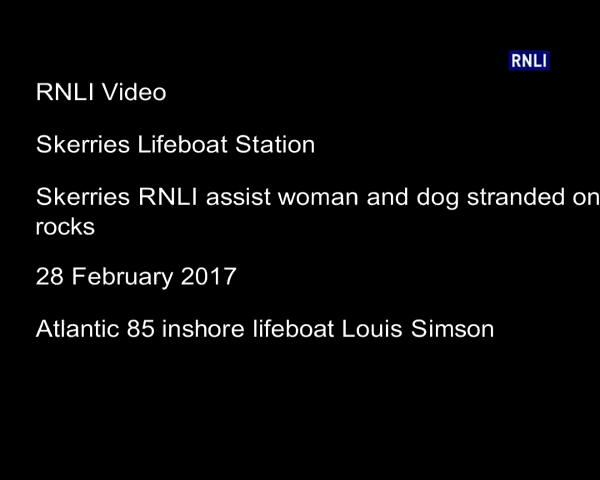 RNLI
RNLI Video
Skerries Lifeboat Station
Skerries RNLI assist woman and dog stranded on
rocks
28 February 2017
Atlantic 85 inshore lifeboat Louis Simson